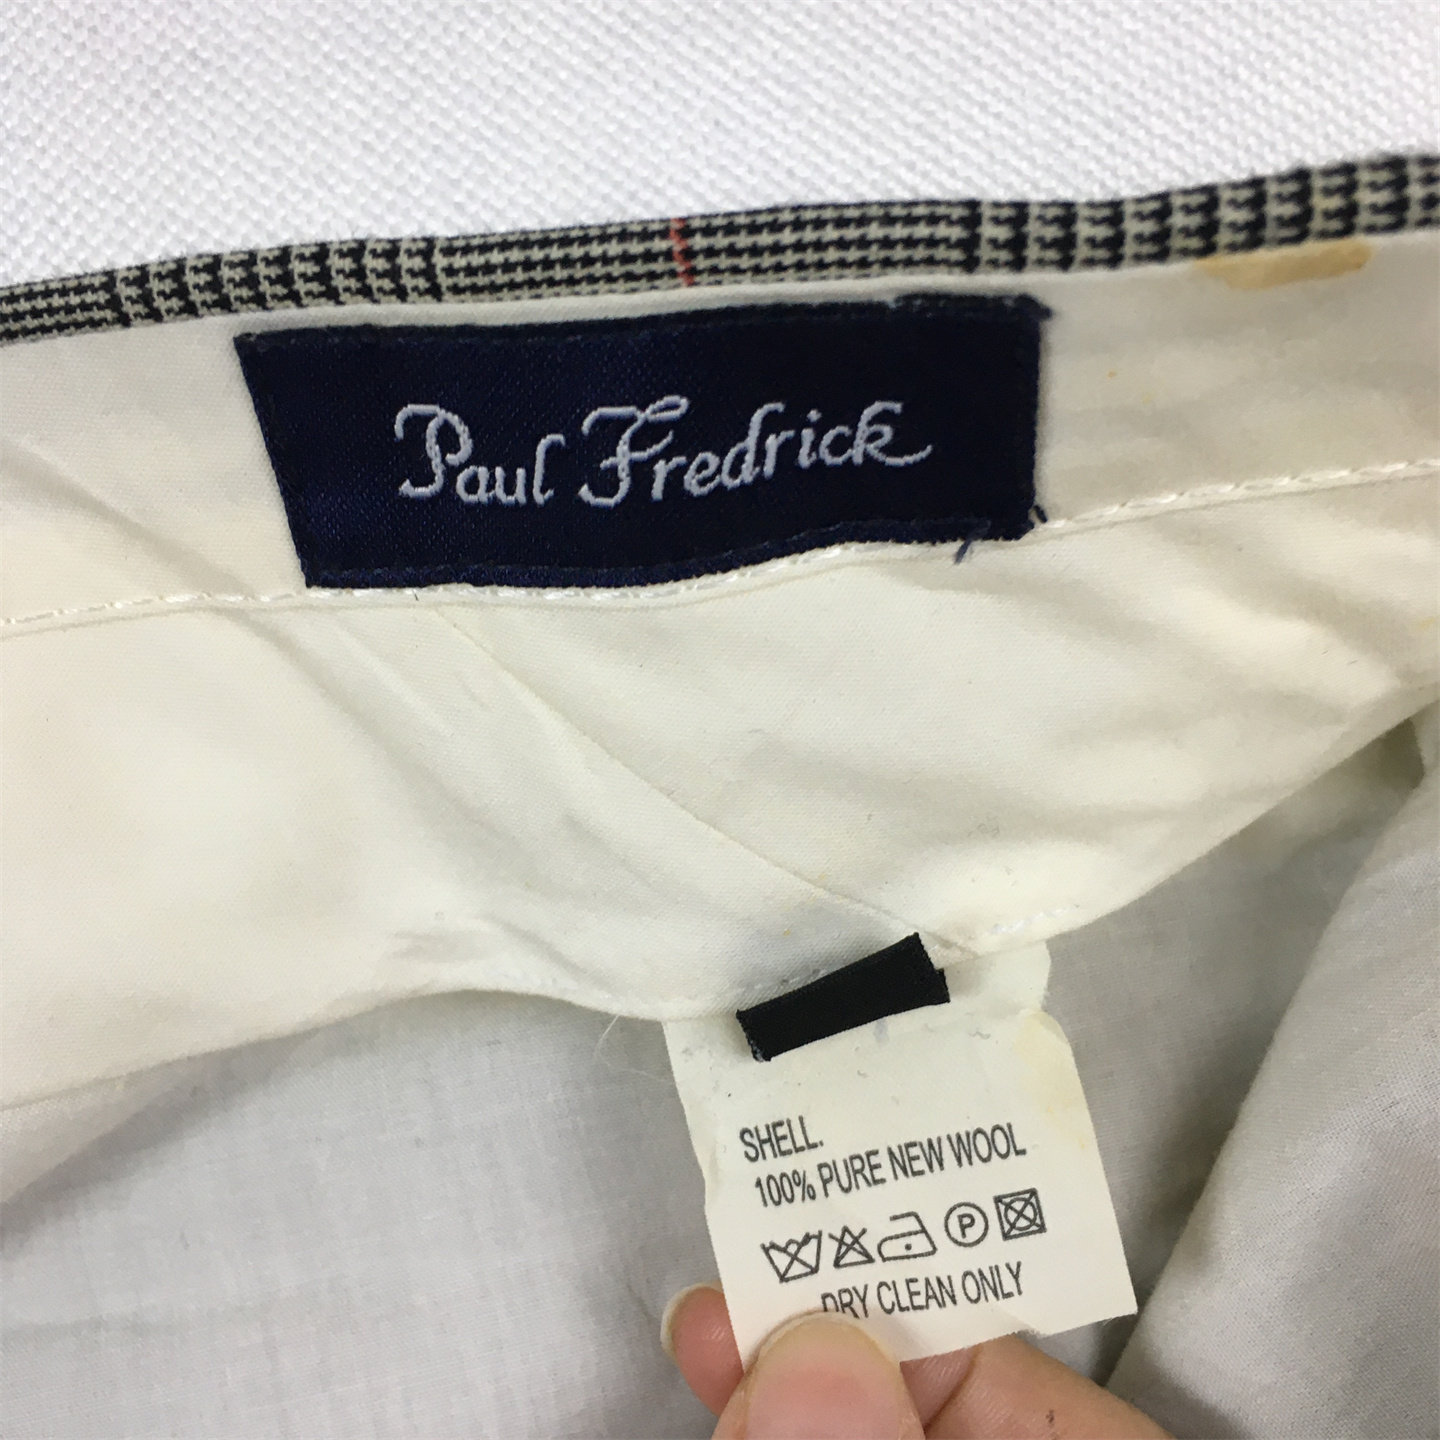 Paul Fredrick
SHELL.
100% PURE NEW WOOL
P
DRY CLEAN ONLY